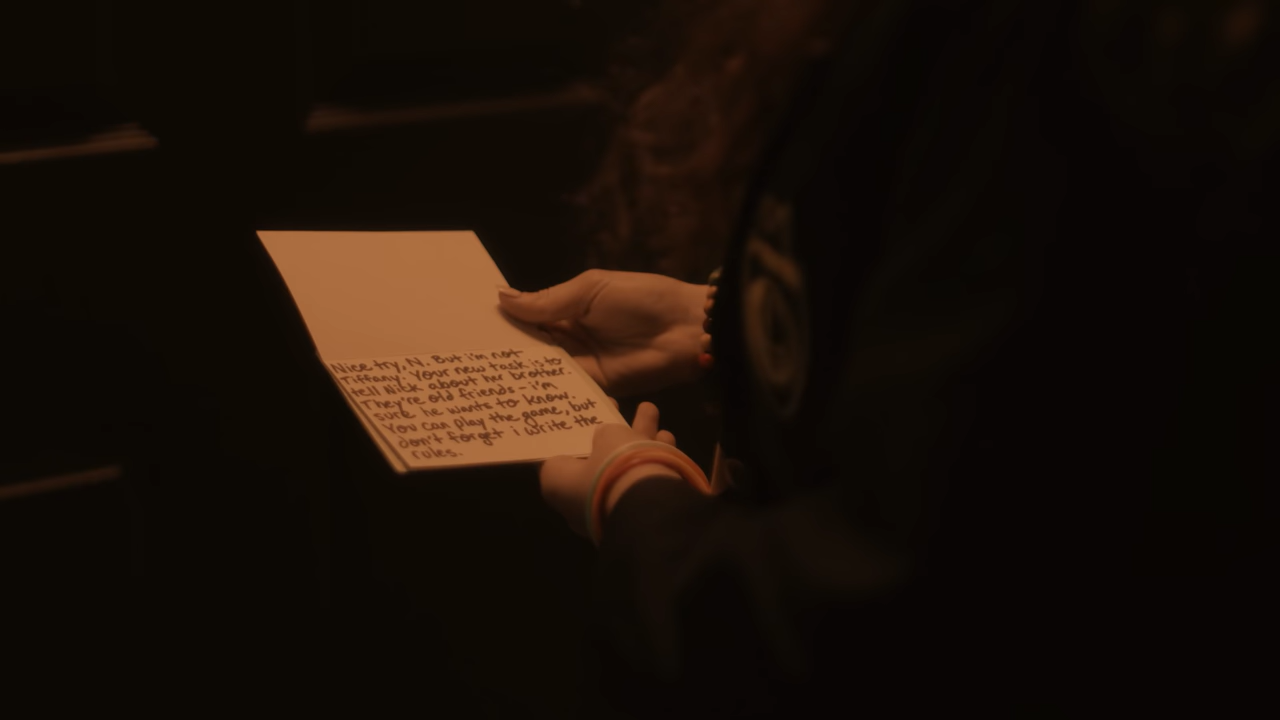 Nice try, N. But i'm not
Tiffany. Your new task is to
tell Nick about her brother.
They're old friends - i'm
sure he wants to know.
You can play the game, but
don't forget i write the
rules.